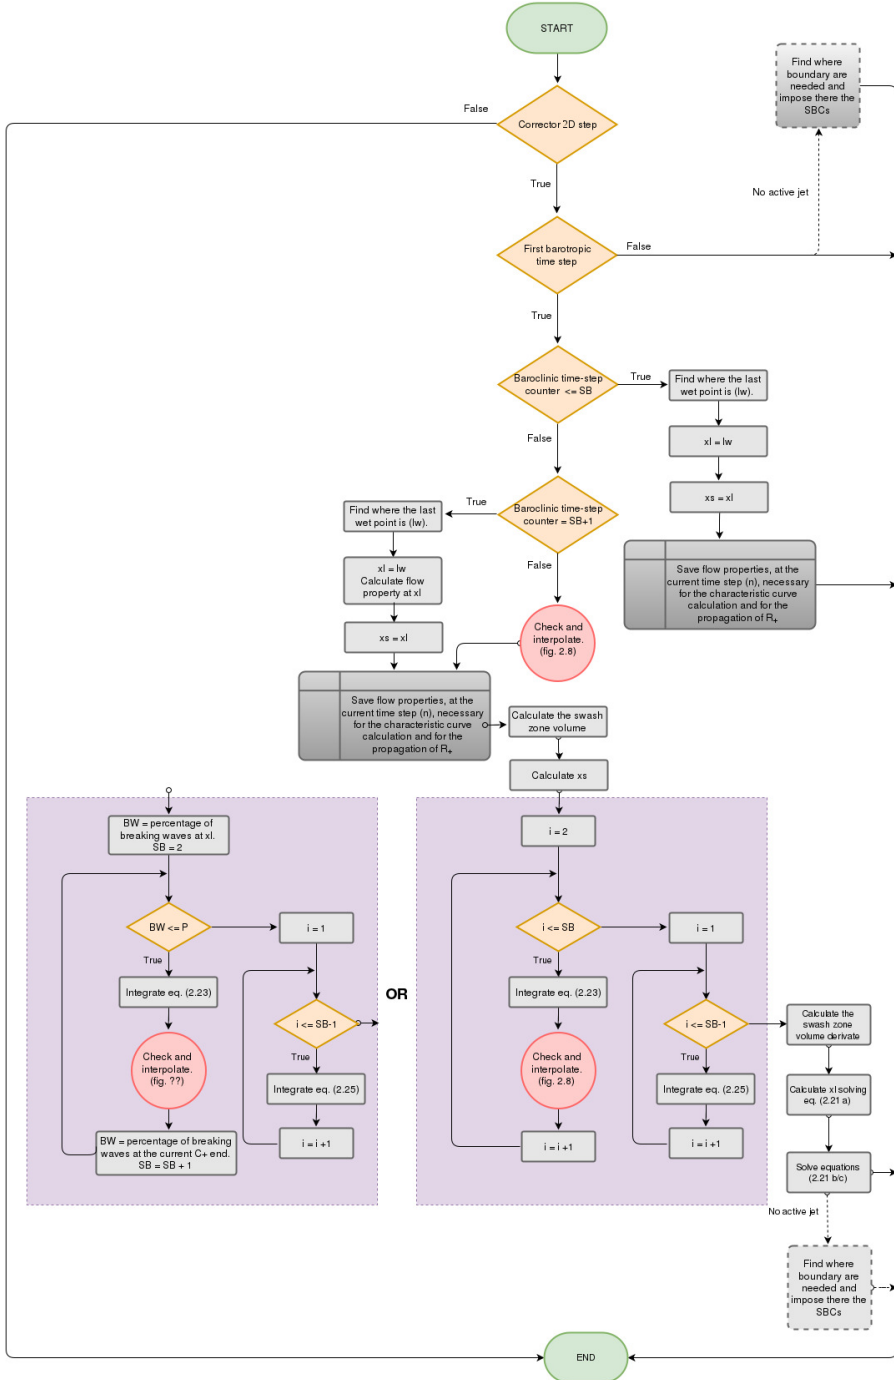 START
Find where
boundary are
needed and
impose there the
SBCs
False
Corrector 2D step
True
No active jet
First barotropic
time step
False
True
Baroclinic time-step
counter <= SB
True
Find where the last
wet point is (lw).
False
xl = lw
xs = xl
Baroclinic time-step
counter = SB+1
True
Find where the last
wet point is (lw).
False
xl = lw
Calculate flow
property at xl
Save flow properties, at the
current time step (n), necessary
for the characteristic curve
calculation and for the
propagation of R+
xs = xl
Check and
interpolate.
(fig. 2.8)
Save flow properties, at the
current time step (n), necessary
for the characteristic curve
calculation and for the
propagation of R+
Calculate the swash
zone volume
Calculate xs
BW = percentage of
breaking waves at xl.
SB = 2
BW <= P
i = 1
True
Integrate eq. (2.23)
i <= SB-1
Check and
interpolate.
(fig. ??)
True
Integrate eq. (2.25)
BW = percentage of breaking
waves at the current C+ end.
SB = SB + 1
i = i +1
OR
i = 2
i <= SB
i = 1
True
Integrate eq. (2.23)
i <= SB-1
Check and
interpolate.
(fig. 2.8)
True
Integrate eq. (2.25)
i = i +1
i = i +1
Calculate the
swash zone
volume derivate
Calculate xl solving
eq. (2.21 a)
Solve equations
(2.21 b/c)
No active jet
Find where
boundary are
needed and
impose there the
SBCs
END